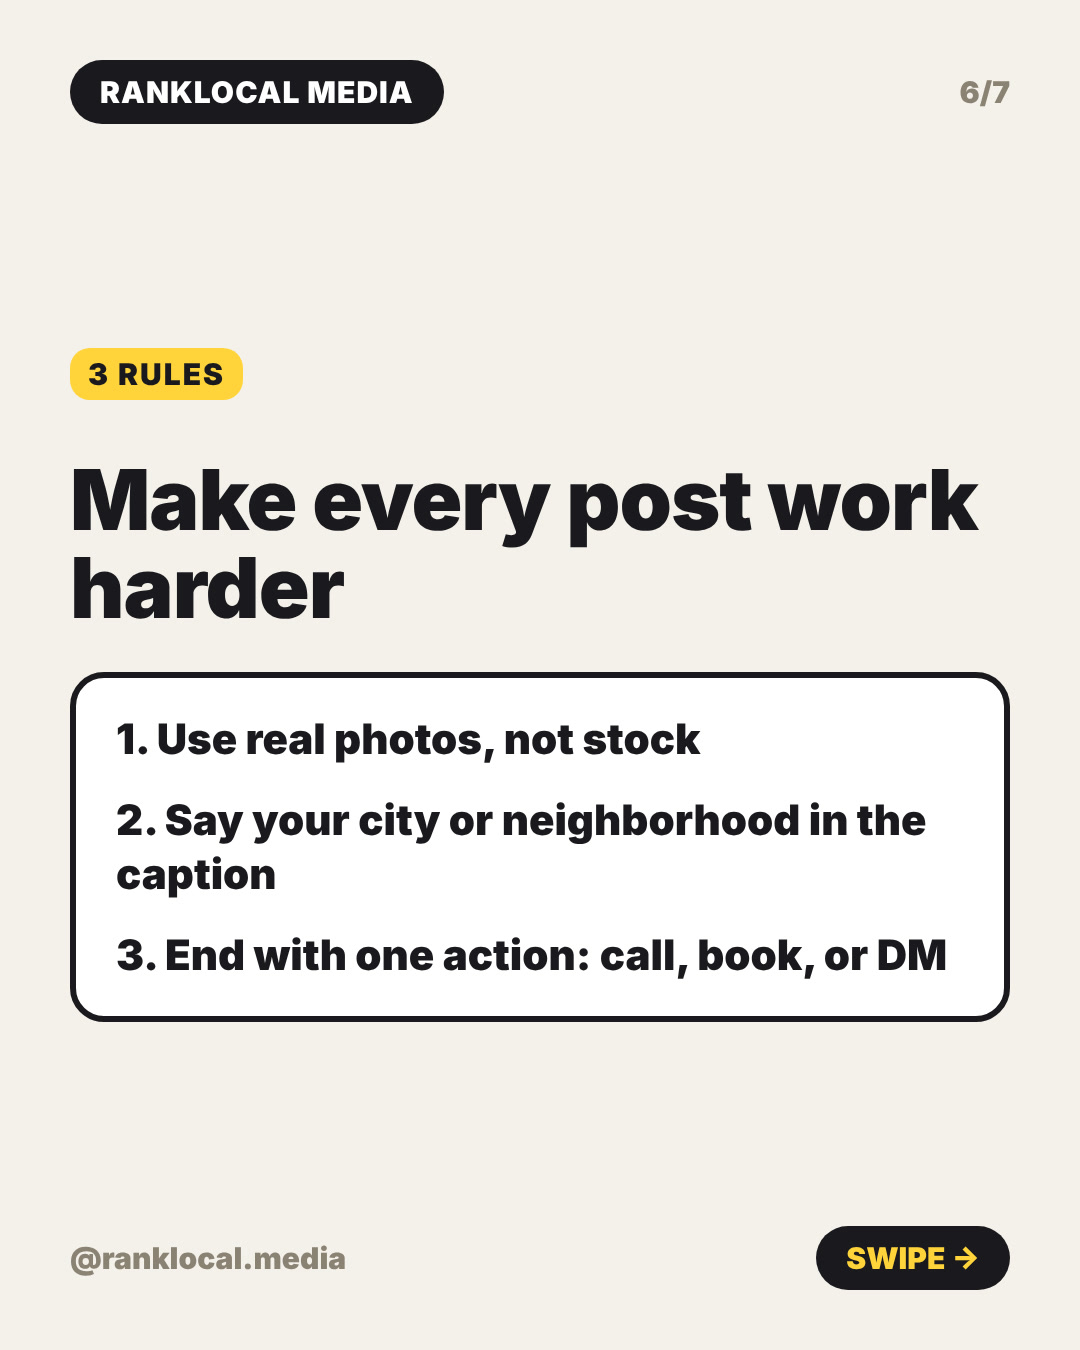 RANKLOCAL MEDIA
6/7
3 RULES
Make every post work
harder
1. Use real photos, not stock
2. Say your city or neighborhood in the
caption
3. End with one action: call, book, or DM
@ranklocal.media
SWIPE →